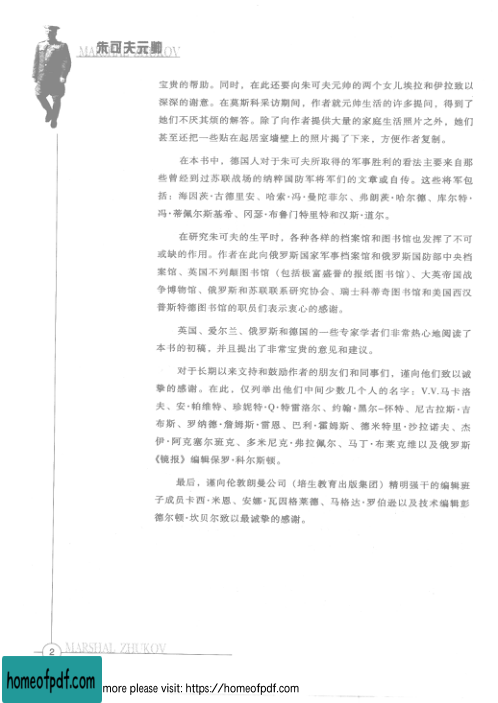 朱可夫元帅
MARSHAL ZHUKOV
宝贵的帮助。同时，在此还要向朱可夫元帅的两个女儿埃拉和伊拉致以
深深的谢意。在莫斯科采访期间，作者就元帅生活的许多提问，得到了
她们不厌其烦的解答。除了向作者提供大量的家庭生活照片之外，她们
甚至还把一些贴在起居室墙壁上的照片揭了下来，方便作者复制。
在本书中，德国人对于朱可夫所取得的军事胜利的看法主要来自那
些曾经到过苏联战场的纳粹国防军将军们的文章或自传。这些将军包
括：海因茨·古德里安、哈索·冯·曼陀菲尔、弗朗茨·哈尔德、库尔特·
冯·蒂佩尔斯基希、冈瑟·布鲁门特里特和汉斯·道尔。
在研究朱可夫的生平时，各种各样的档案馆和图书馆也发挥了不可
或缺的作用。作者在此向俄罗斯国家军事档案馆和俄罗斯国防部中央档
案馆、英国不列颠图书馆（包括极富盛誉的报纸图书馆）、大英帝国战
争博物馆、俄罗斯和苏联联系研究协会、瑞士科蒂奇图书馆和美国西汉
普斯特德图书馆的职员们表示衷心的感谢。
英国、爱尔兰、俄罗斯和德国的一些专家学者们非常热心地阅读了
本书的初稿，并且提出了非常宝贵的意见和建议。
对于长期以来支持和鼓励作者的朋友们和同事们，谨向他们致以诚
挚的感谢。在此，仅列举出他们中间少数几个人的名字：V.V.马卡洛
夫、安·帕维特、珍妮特·Q·特雷洛尔、约翰·黑尔-怀特、尼古拉斯·吉
布斯、罗纳德·詹姆斯·雷恩、巴利·霍姆斯、德米特里·沙拉诺夫、杰
伊·阿克塞尔班克、多米尼克·弗拉佩尔、马丁·布莱克维以及俄罗斯
《镜报》编辑保罗·科尔斯顿。
最后，谨向伦敦朗曼公司（培生教育出版集团）精明强干的编辑班
子成员卡西·米恩、安娜·瓦因格莱德、马格达·罗伯逊以及技术编辑彭
德尔顿·坎贝尔致以最诚挚的感谢。
2 MARSHAL ZHUKOV
homeofpdf.com
more please visit: https://homeofpdf.com